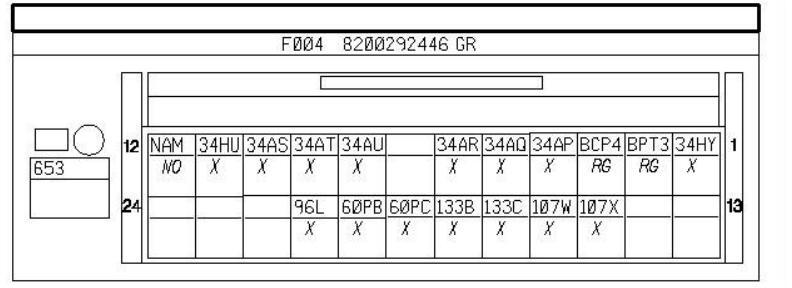 F004 8200292446 GR
12 NAM 34HU 34AS 34AT 34AU 34AR 34AQ 34AP BCP4 BPT3 34HY 1
NO X X X X X X X RG RG X
653
24 96L 60PB 60PC 133B 133C 107W 107X 13
X X X X X X X